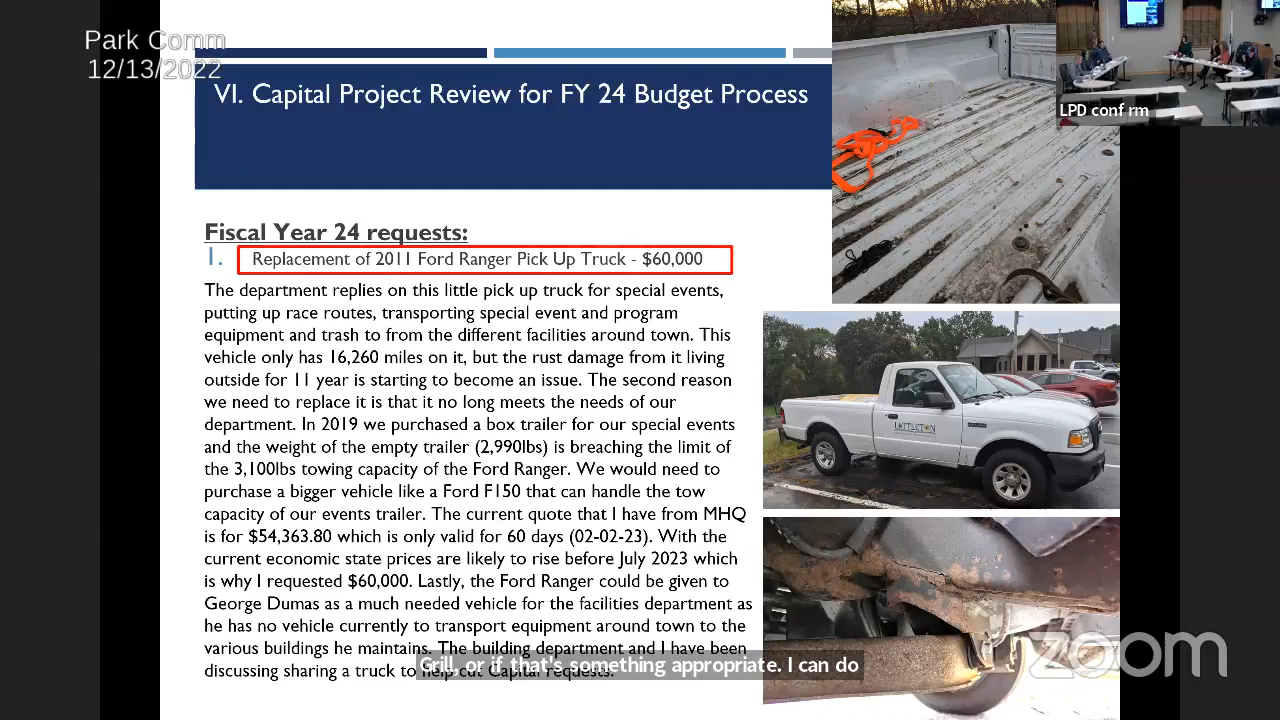 Park Comm
12/13/2022
LPD conf rm
VI. Capital Project Review for FY 24 Budget Process
Fiscal Year 24 requests:
1. Replacement of 2011 Ford Ranger Pick Up Truck - $60,000
The department replies on this little pick up truck for special events,
putting up race routes, transporting special event and program
equipment and trash to from the different facilities around town. This
vehicle only has 16,260 miles on it, but the rust damage from it living
outside for 11 year is starting to become an issue. The second reason
we need to replace it is that it no long meets the needs of our
department. In 2019 we purchased a box trailer for our special events
and the weight of the empty trailer (2,990lbs) is breaching the limit of
the 3,100lbs towing capacity of the Ford Ranger. We would need to
purchase a bigger vehicle like a Ford F150 that can handle the tow
capacity of our events trailer. The current quote that I have from MHQ
is for $54,363.80 which is only valid for 60 days (02-02-23). With the
current economic state prices are likely to rise before July 2023 which
is why I requested $60,000. Lastly, the Ford Ranger could be given to
George Dumas as a much needed vehicle for the facilities department as
he has no vehicle currently to transport equipment around town to the
various buildings he maintains. The building department and I have been
discussing sharing a truck to help cut Capital requests.
Grill, or if that's something appropriate. I can do
LITTLETON
zoom